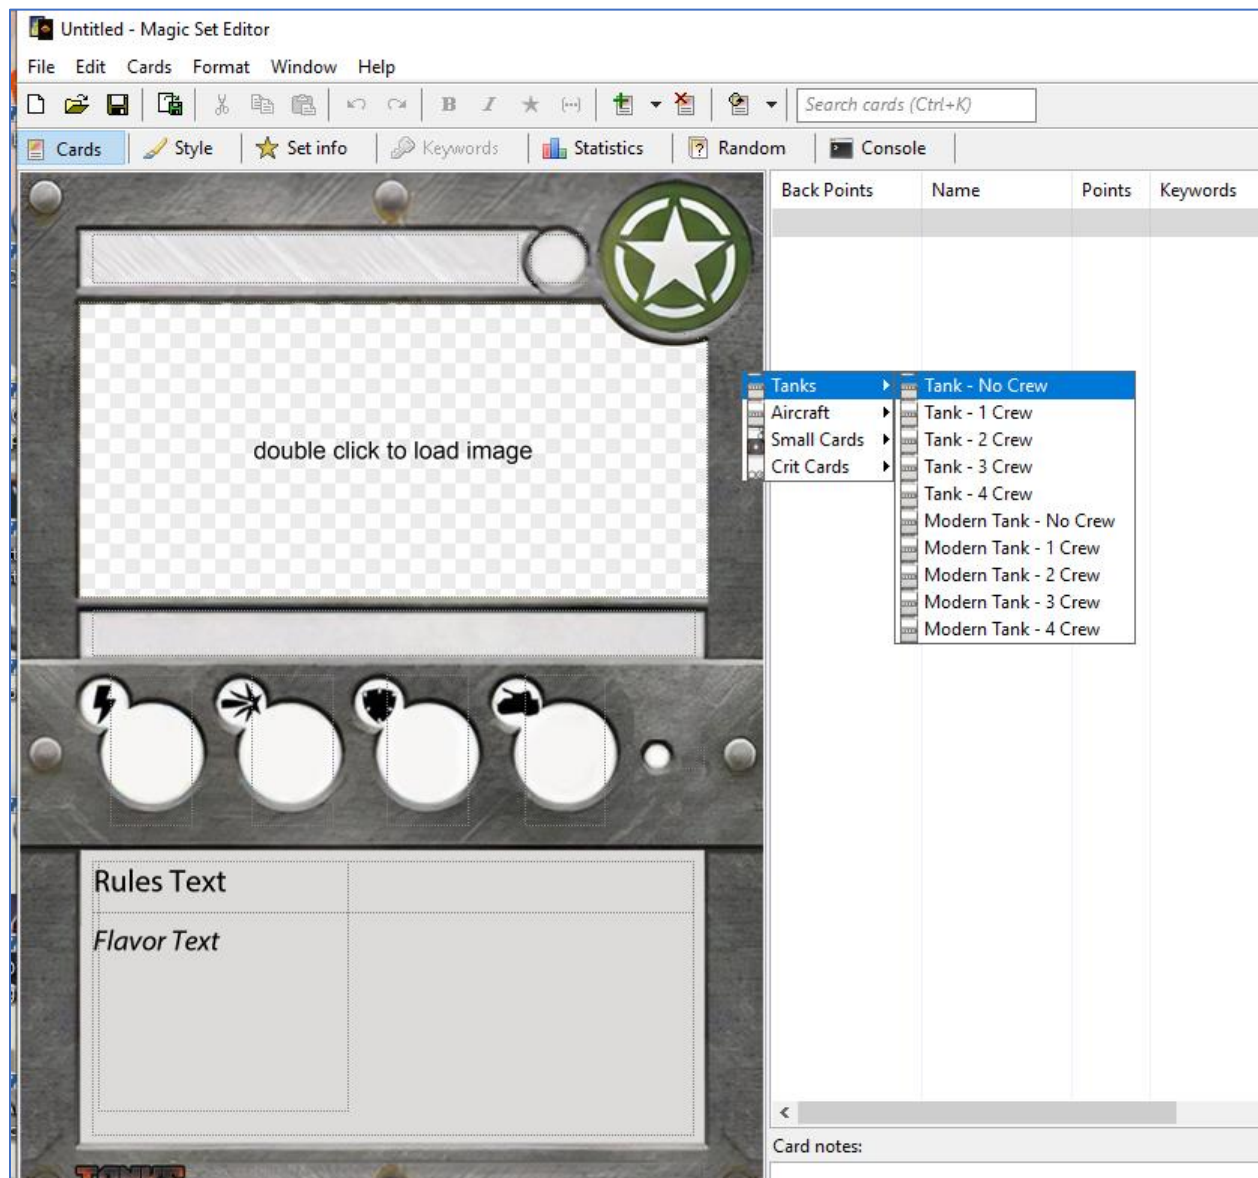 Untitled - Magic Set Editor
File Edit Cards Format Window Help
B I Search cards (Ctrl+K)
Cards Style Set info Keywords Statistics Random Console
Back Points Name Points Keywords
double click to load image
Tanks
Aircraft
Small Cards
Crit Cards
Tank - No Crew
Tank - 1 Crew
Tank - 2 Crew
Tank - 3 Crew
Tank - 4 Crew
Modern Tank - No Crew
Modern Tank - 1 Crew
Modern Tank - 2 Crew
Modern Tank - 3 Crew
Modern Tank - 4 Crew
Rules Text
Flavor Text
Card notes: